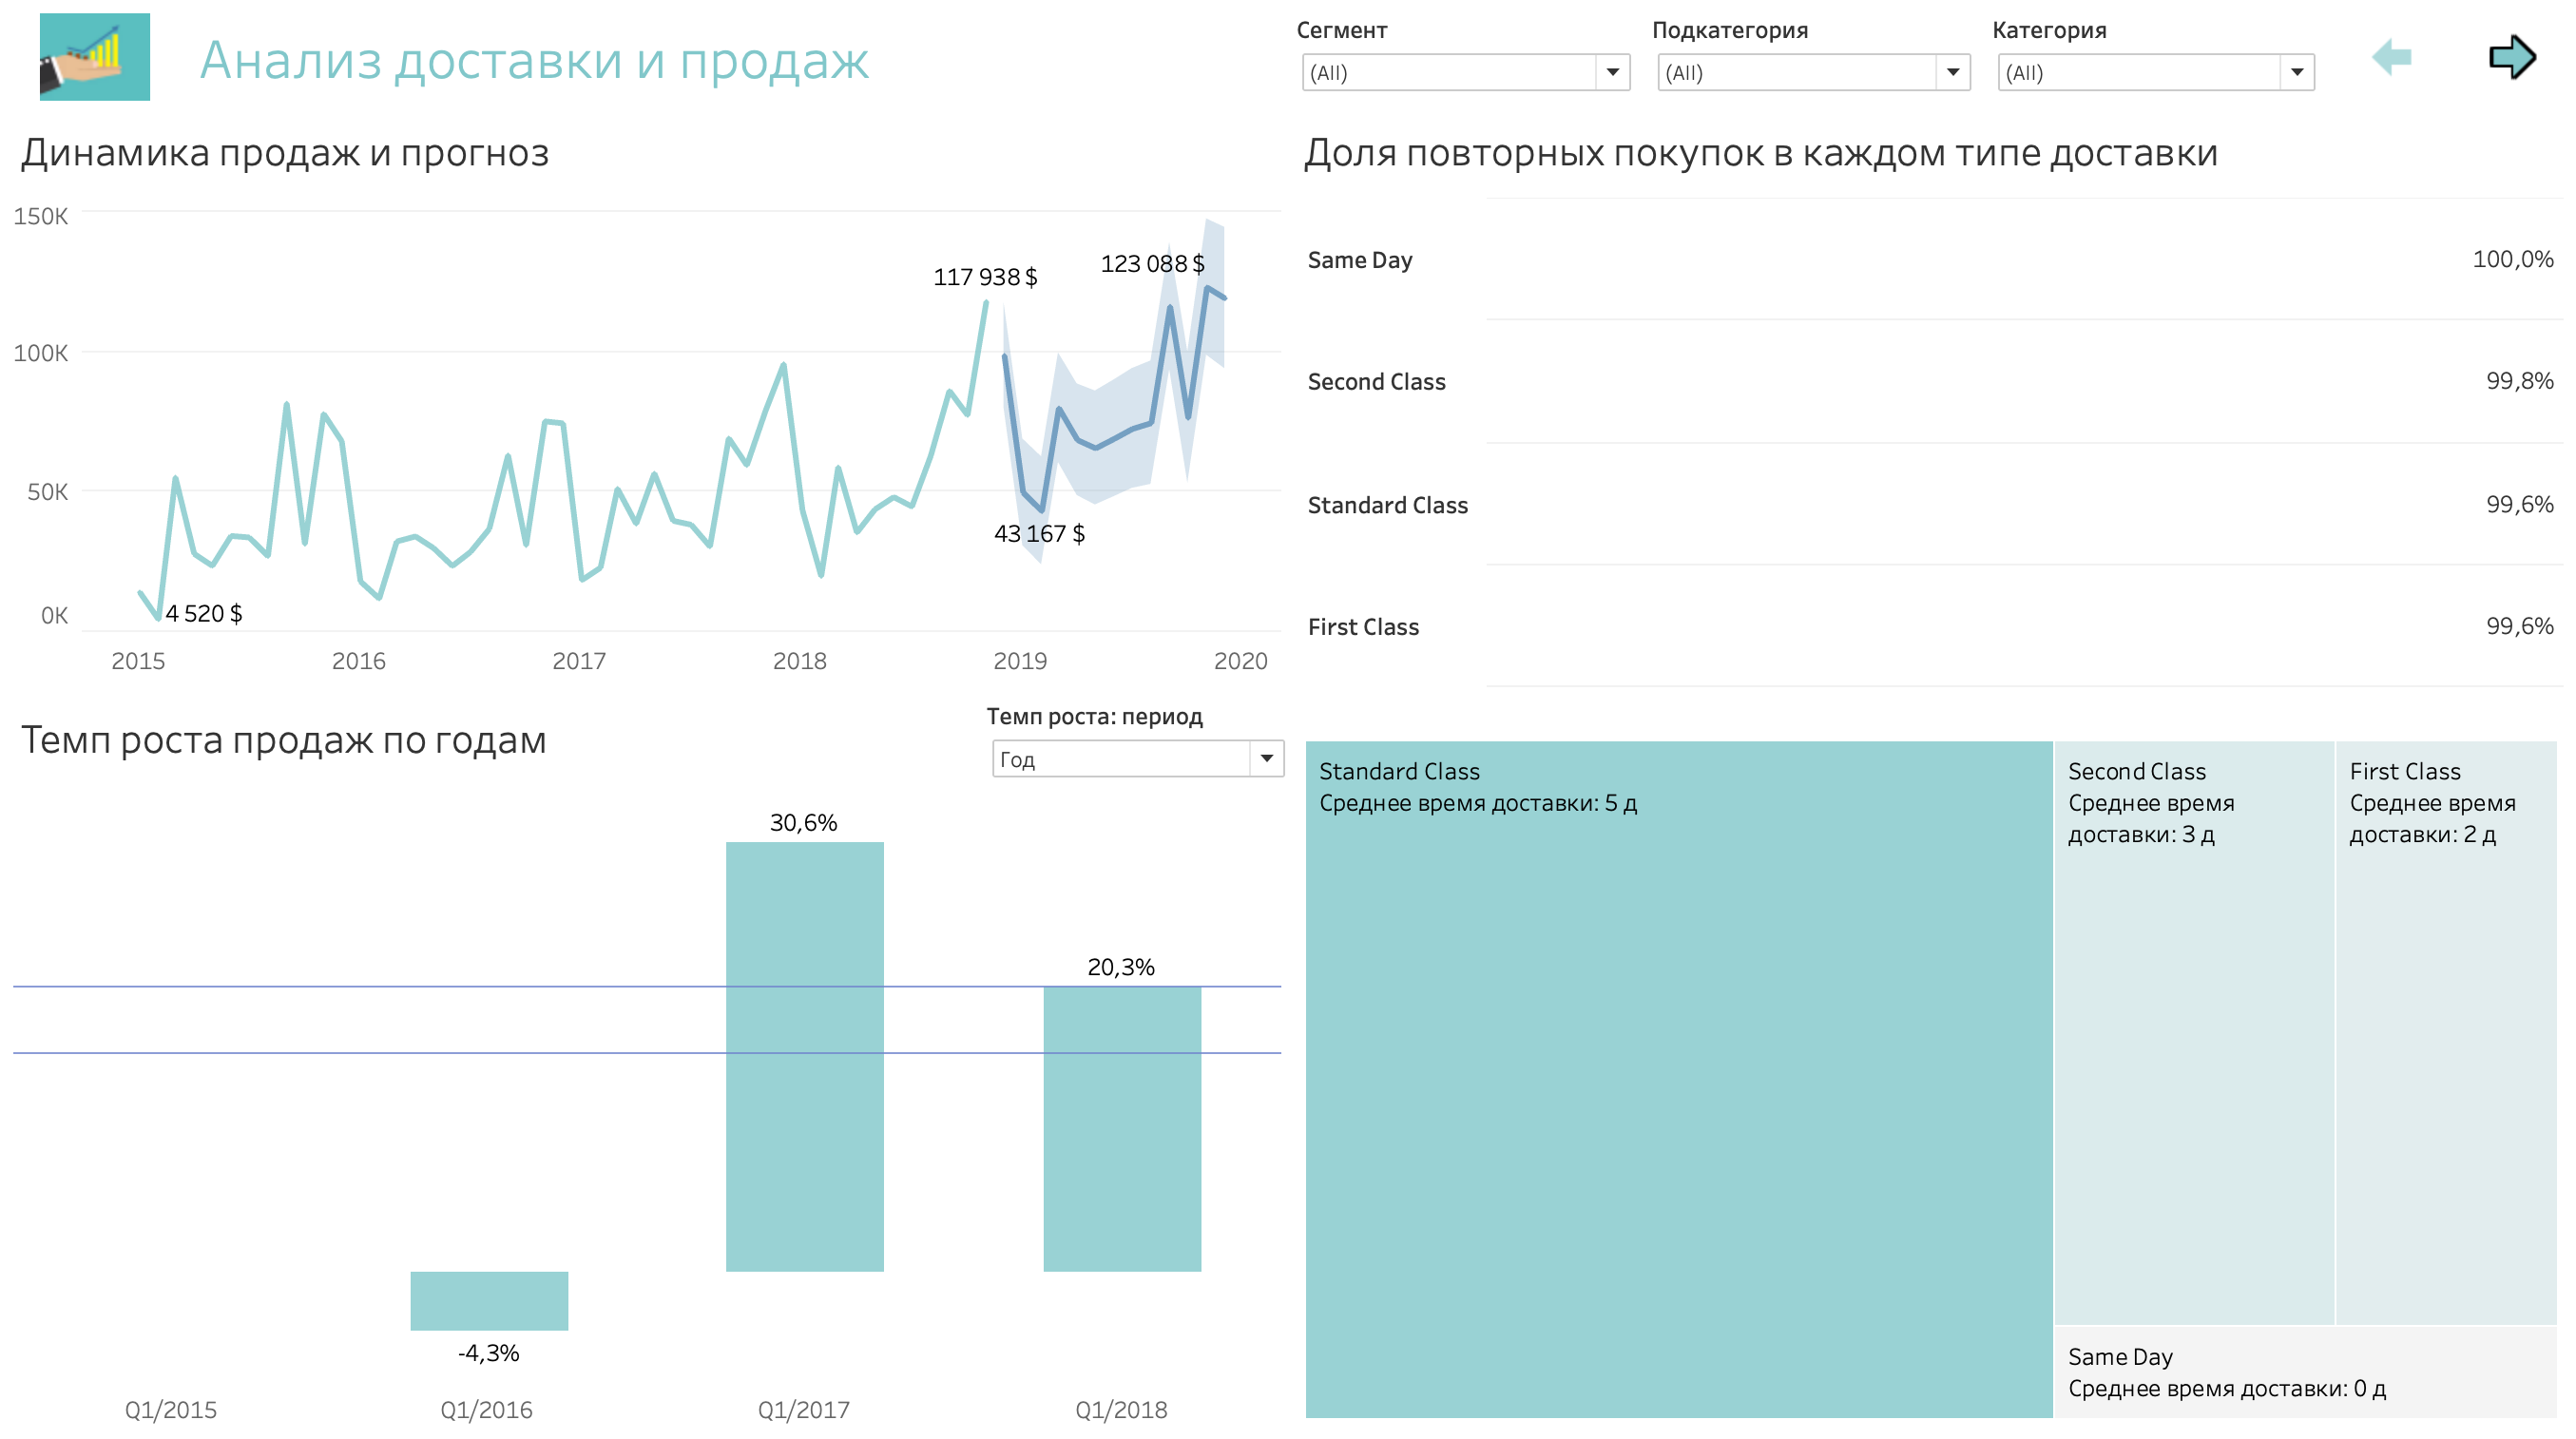 Анализ доставки и продаж
Сегмент
(All)
Подкатегория
(All)
Категория
(All)
Динамика продаж и прогноз
150K
100K
50K
0K
117 938 $
123 088 $
43 167 $
4 520 $
2015
2016
2017
2018
2019
2020
Доля повторных покупок в каждом типе доставки
Same Day
100,0%
Second Class
99,8%
Standard Class
99,6%
First Class
99,6%
Темп роста продаж по годам
Темп роста: период
Год
30,6%
20,3%
-4,3%
Q1/2015
Q1/2016
Q1/2017
Q1/2018
Standard Class
Среднее время доставки: 5 д
Second Class
Среднее время
доставки: 3 д
First Class
Среднее время
доставки: 2 д
Same Day
Среднее время доставки: 0 д